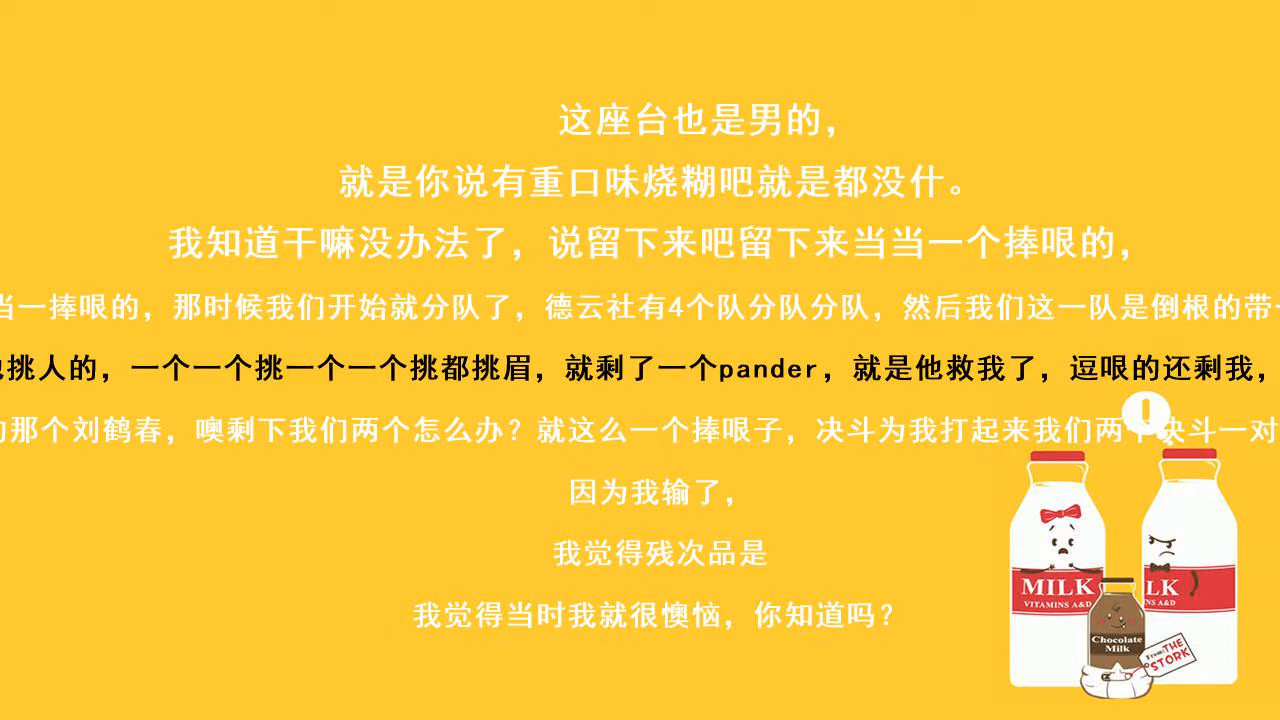 这座台也是男的，
就是你说有重口味烧糊吧就是都没什。
我知道干嘛没办法了，说留下来吧留下来当当一个捧哏的，
当一捧哏的，那时候我们开始就分队了，德云社有4个队分队分队，然后我们这一队是倒根的带
挑人的，一个一个挑一个一个挑都挑眉，就剩了一个pander，就是他救我了，逗哏的还剩我，
那个刘鹤春，噢剩下我们两个怎么办？就这么一个捧哏子，决斗为我打起来我们两个决斗一对
因为我输了，
我觉得残次品是
我觉得当时我就很懊恼，你知道吗？
MILK
VITAMINS A&D
LK
NS A&D
Chocolate
Milk
From: THE
STORK